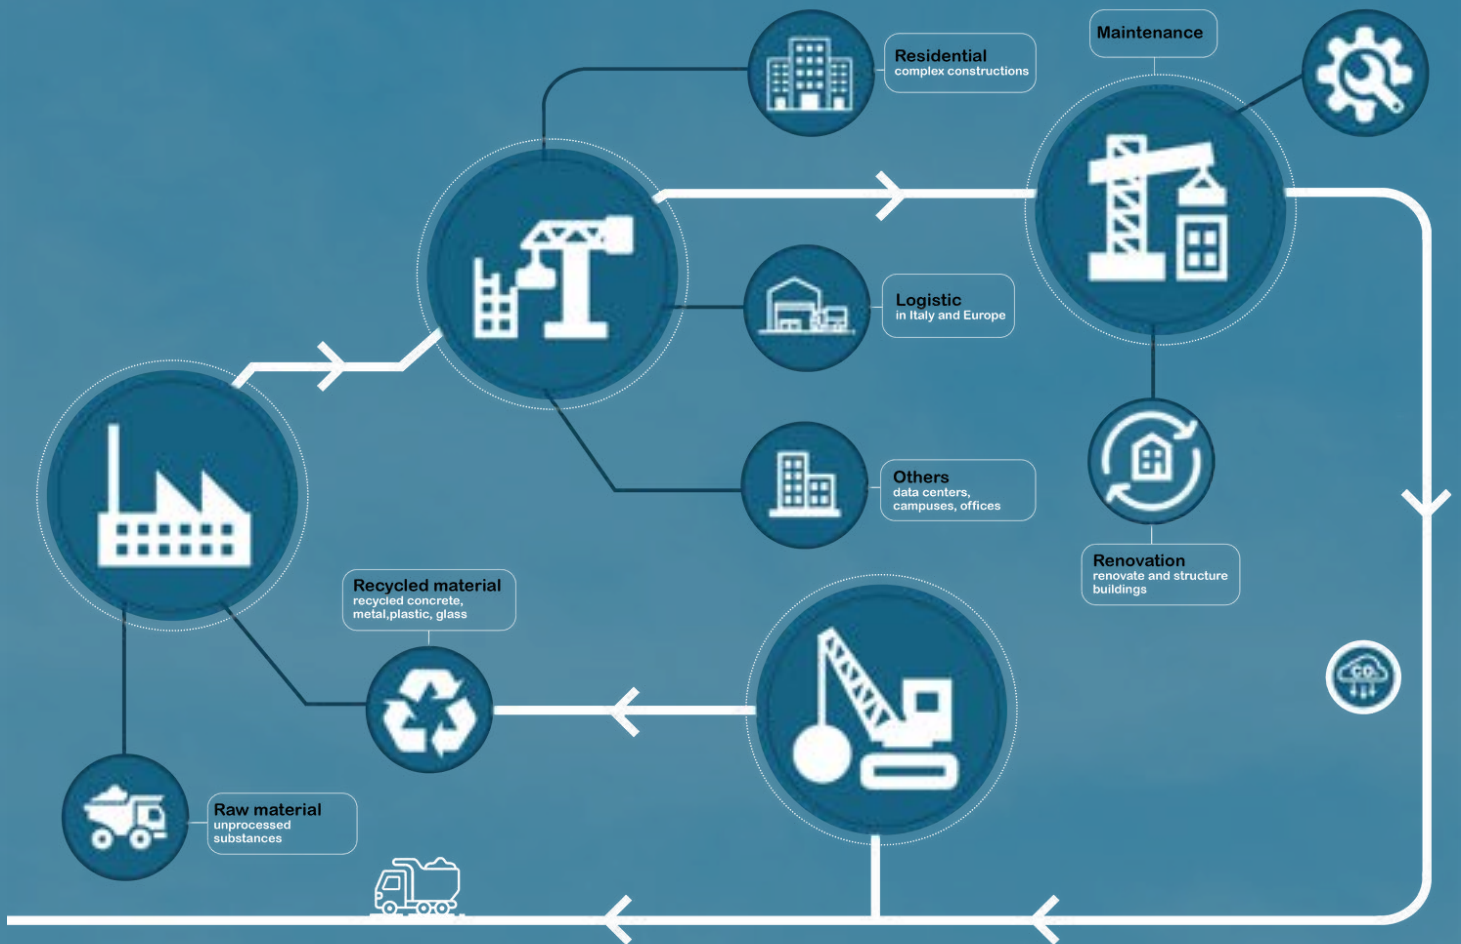 Residential
complex constructions
Maintenance
Logistic
in Italy and Europe
Others
data centers,
campuses, offices
Renovation
renovate and structure
buildings
Recycled material
recycled concrete,
metal,plastic, glass
CO₂
Raw material
unprocessed
substances